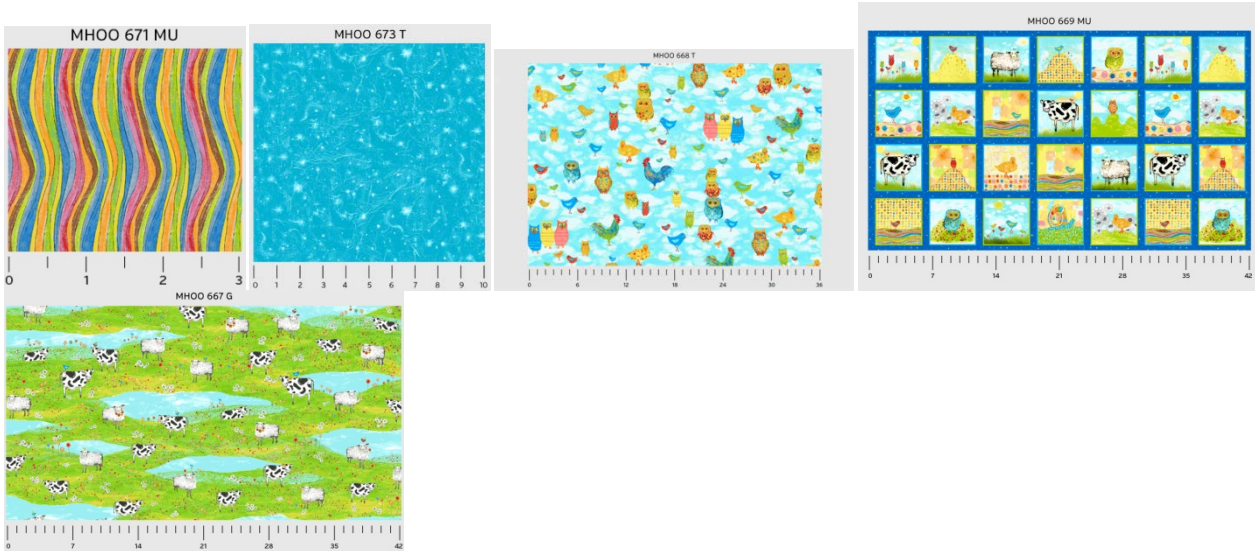 MHOO 671 MU
0 1 2 3
MHOO 673 T
0 1 2 3 4 5 6 7 8 9 10
MHOO 668 T
0 6 12 18 24 30 36
MHOO 669 MU
0 7 14 21 28 35 42
MHOO 667 G
0 7 14 21 28 35 42